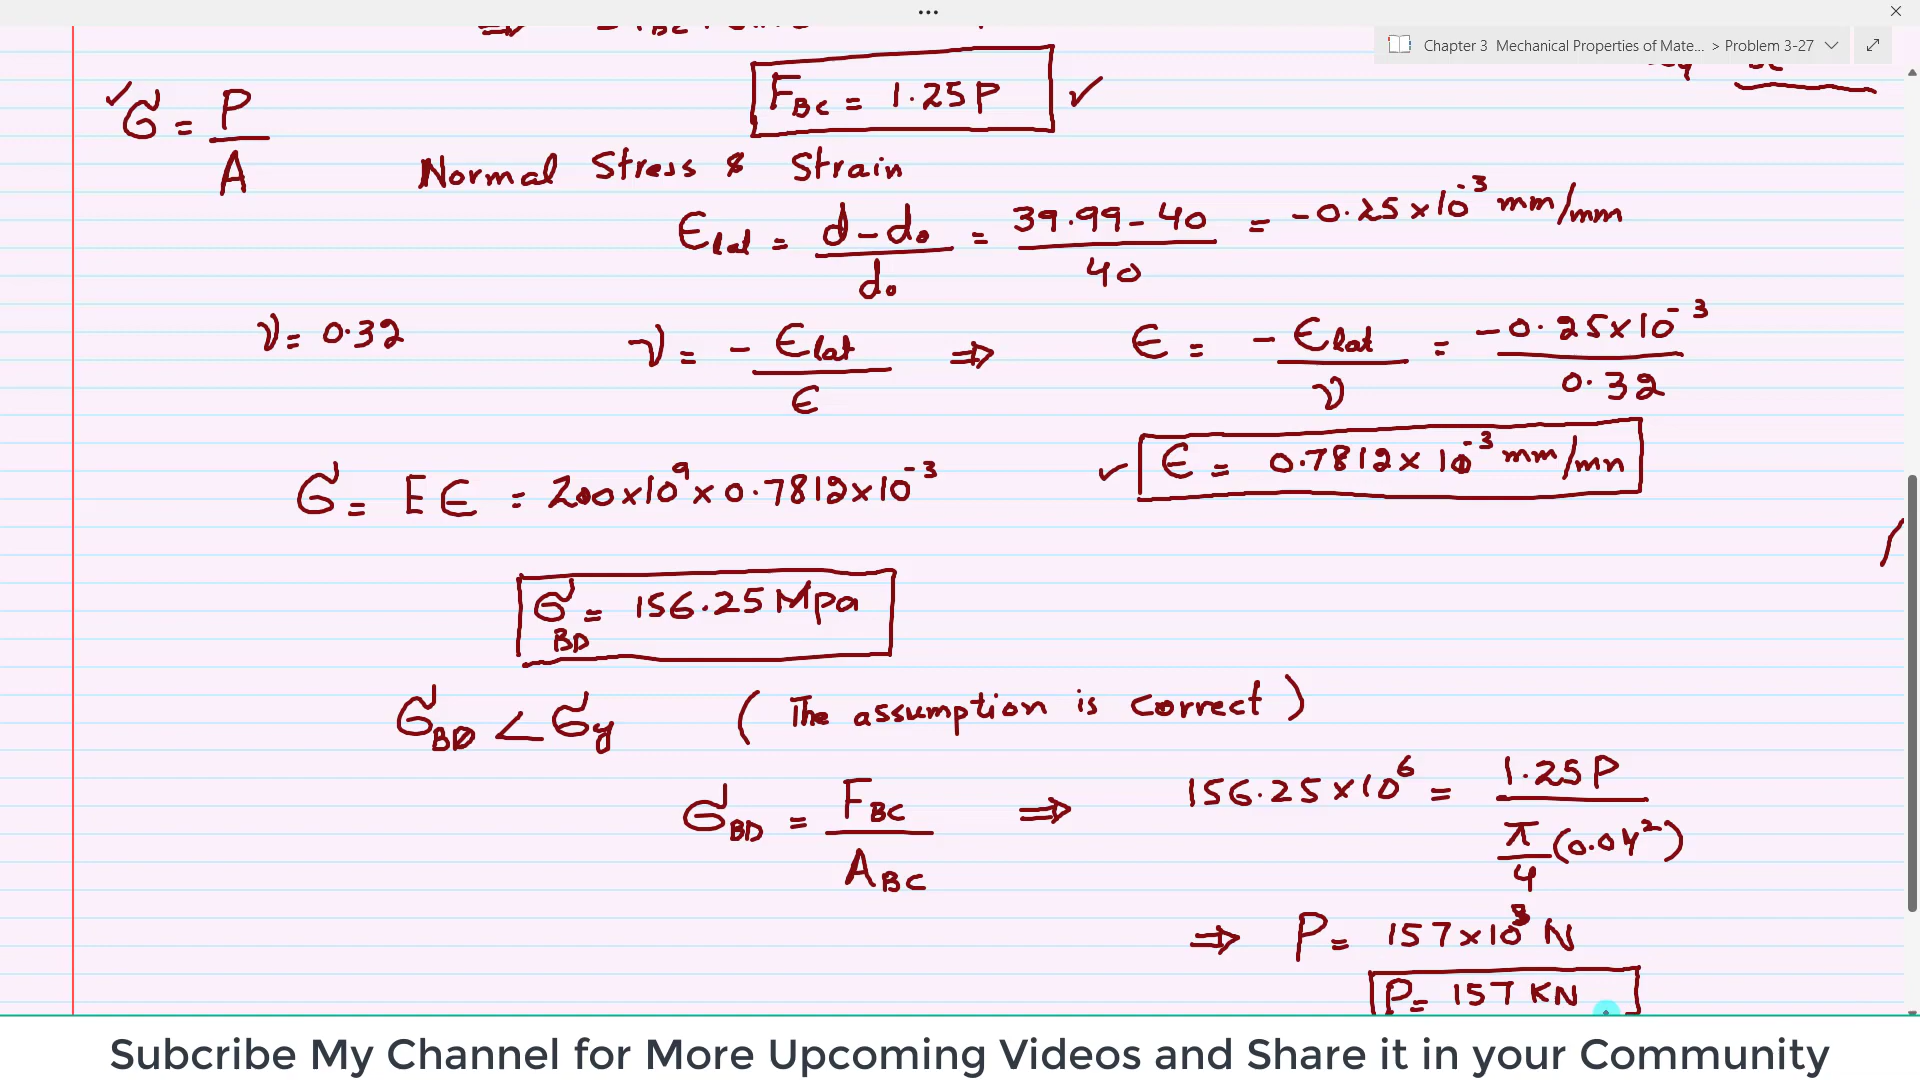 Chapter 3 Mechanical Properties of Mate... > Problem 3-27
F_BC = 1.25P ✓
✓ σ = P/A
Normal Stress & Strain
ϵ_lat = (d - d₀)/d₀ = (39.99 - 40)/40 = -0.25×10⁻³ mm/mm
ν = 0.32
ν = - ϵ_lat/ϵ ⇒ ϵ = - ϵ_lat/ν = -0.25×10⁻³/0.32
✓ ϵ = 0.7812×10⁻³ mm/mm
σ = E ϵ = 200×10⁹×0.7812×10⁻³
σ_BD = 156.25 Mpa
σ_BD < σ_y (The assumption is correct)
σ_BD = F_BC/A_BC ⇒ 156.25×10⁶ = 1.25P/(π/4 (0.04²))
⇒ P = 157×10³ N
P = 157 KN
Subcribe My Channel for More Upcoming Videos and Share it in your Community